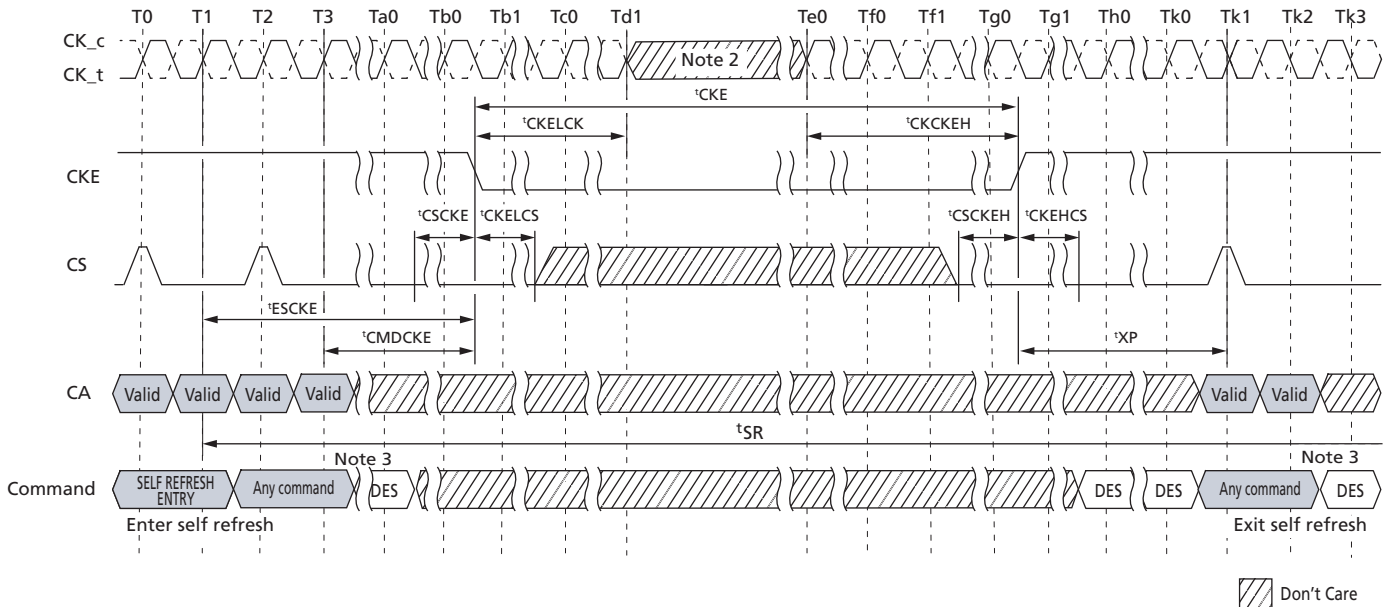 T0 T1 T2 T3 Ta0 Tb0 Tb1 Tc0 Td1 Te0 Tf0 Tf1 Tg0 Tg1 Th0 Tk0 Tk1 Tk2 Tk3
CK_c
CK_t
Note 2
tCKE
tCKELCK tCKCKEH
CKE
tCSCKE tCKELCS tCSCKEH tCKEHCS
CS
tESCKE
tCMDCKE tXP
CA Valid Valid Valid Valid Valid Valid
tSR
Note 3 Note 3
Command SELF REFRESH ENTRY Any command DES DES DES Any command DES
Enter self refresh Exit self refresh
Don't Care